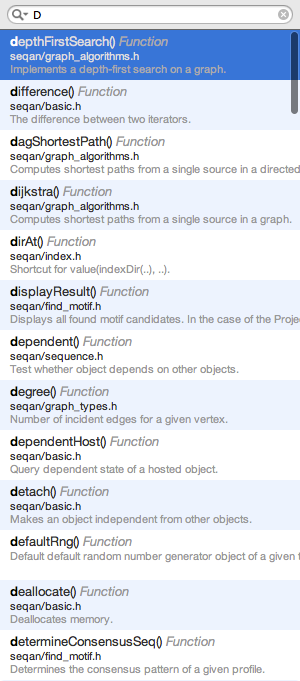 D
depthFirstSearch() Function
seqan/graph_algorithms.h
Implements a depth-first search on a graph.
difference() Function
seqan/basic.h
The difference between two iterators.
dagShortestPath() Function
seqan/graph_algorithms.h
Computes shortest paths from a single source in a directed
dijkstra() Function
seqan/graph_algorithms.h
Computes shortest paths from a single source in a graph.
dirAt() Function
seqan/index.h
Shortcut for value(indexDir(..), ..).
displayResult() Function
seqan/find_motif.h
Displays all found motif candidates. In the case of the Proje
dependent() Function
seqan/sequence.h
Test whether object depends on other objects.
degree() Function
seqan/graph_types.h
Number of incident edges for a given vertex.
dependentHost() Function
seqan/basic.h
Query dependent state of a hosted object.
detach() Function
seqan/basic.h
Makes an object independent from other objects.
defaultRng() Function
Default default random number generator object of a given t
deallocate() Function
seqan/basic.h
Deallocates memory.
determineConsensusSeq() Function
seqan/find_motif.h
Determines the consensus pattern of a given profile.